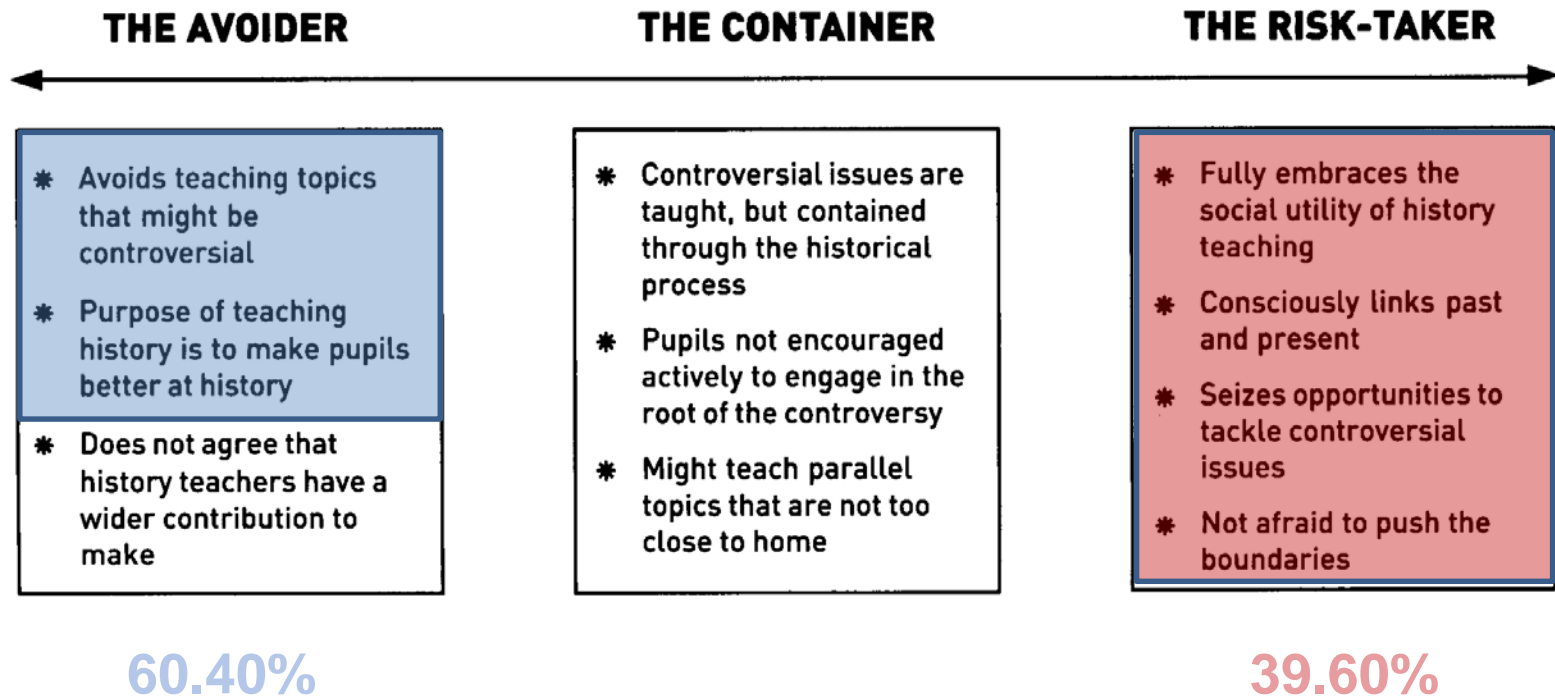 THE AVOIDER
THE CONTAINER
THE RISK-TAKER
* Avoids teaching topics
that might be
controversial
* Purpose of teaching
history is to make pupils
better at history
* Does not agree that
history teachers have a
wider contribution to
make
* Controversial issues are
taught, but contained
through the historical
process
* Pupils not encouraged
actively to engage in the
root of the controversy
* Might teach parallel
topics that are not too
close to home
* Fully embraces the
social utility of history
teaching
* Consciously links past
and present
* Seizes opportunities to
tackle controversial
issues
* Not afraid to push the
boundaries
60.40%
39.60%